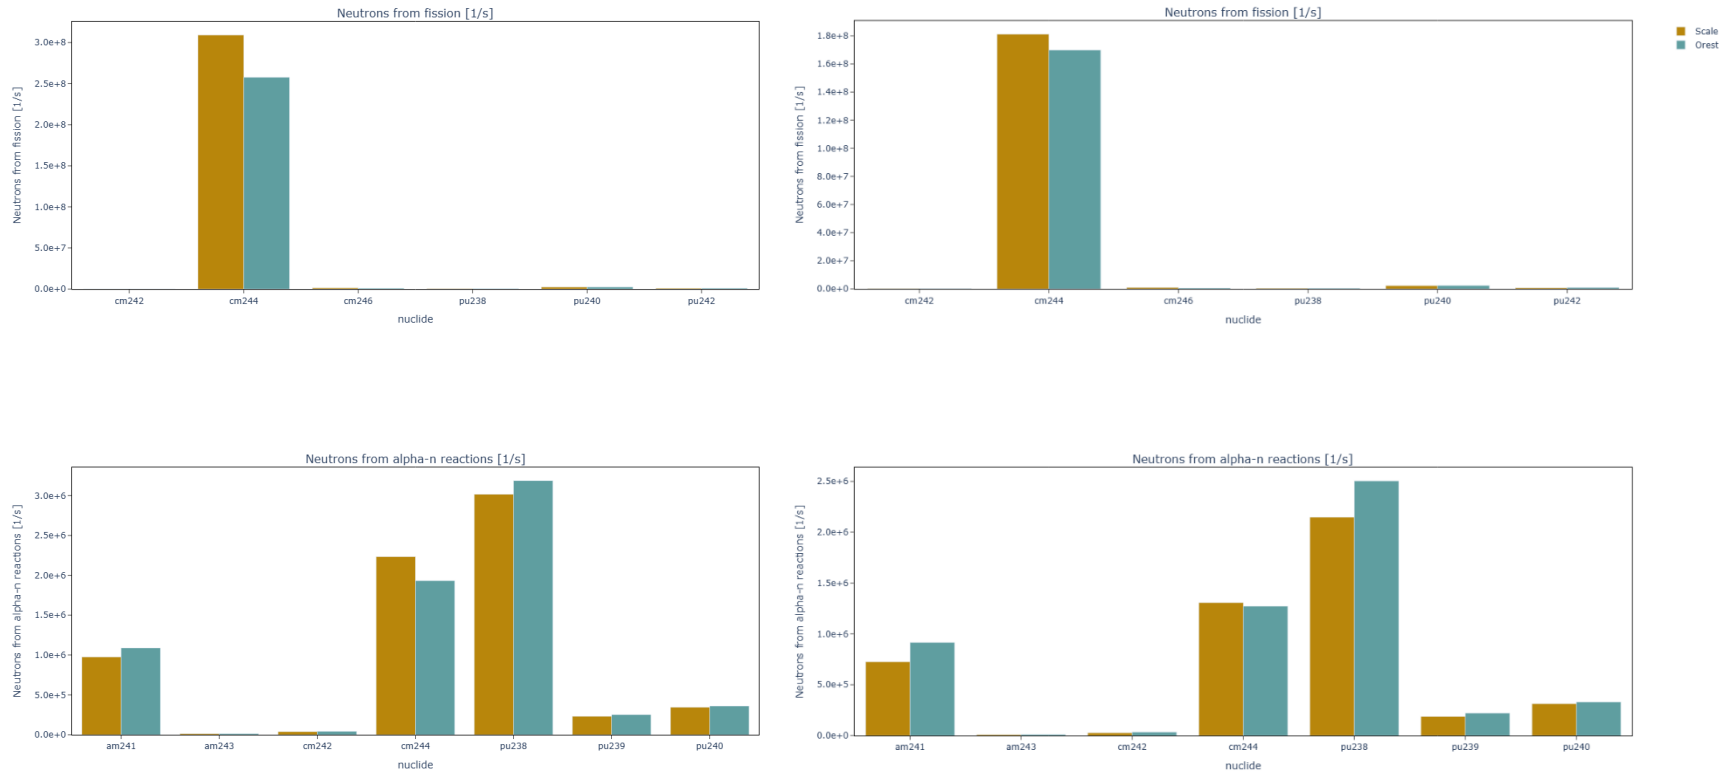 Neutrons from fission [1/s]
Neutrons from fission [1/s]
3.0e+8
2.5e+8
2.0e+8
1.5e+8
1.0e+8
5.0e+7
0.0e+0
cm242 cm244 cm246 pu238 pu240 pu242
nuclide
Neutrons from fission [1/s]
Neutrons from fission [1/s]
1.8e+8
1.6e+8
1.4e+8
1.2e+8
1.0e+8
8.0e+7
6.0e+7
4.0e+7
2.0e+7
0.0e+0
cm242 cm244 cm246 pu238 pu240 pu242
nuclide
Scale
Orest
Neutrons from alpha-n reactions [1/s]
Neutrons from alpha-n reactions [1/s]
3.0e+6
2.5e+6
2.0e+6
1.5e+6
1.0e+6
5.0e+5
0.0e+0
am241 am243 cm242 cm244 pu238 pu239 pu240
nuclide
Neutrons from alpha-n reactions [1/s]
Neutrons from alpha-n reactions [1/s]
2.5e+6
2.0e+6
1.5e+6
1.0e+6
5.0e+5
0.0e+0
am241 am243 cm242 cm244 pu238 pu239 pu240
nuclide